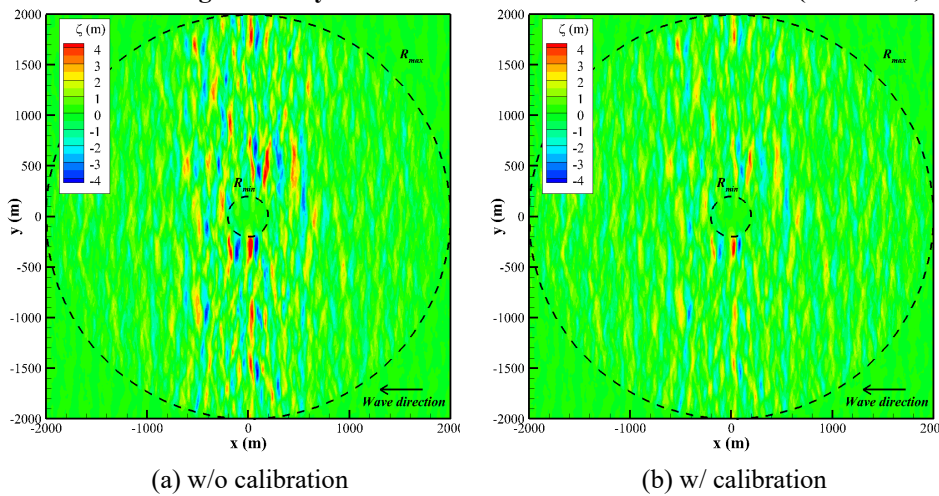 ζ (m)
4
3
2
1
0
-1
-2
-3
-4
R_max
R_min
Wave direction
2000
1500
1000
500
0
-500
-1000
-1500
-2000
y (m)
-2000 -1000 0 1000 2000
x (m)
(a) w/o calibration
ζ (m)
4
3
2
1
0
-1
-2
-3
-4
R_max
R_min
Wave direction
2000
1500
1000
500
0
-500
-1000
-1500
-2000
y (m)
-2000 -1000 0 1000 200
x (m)
(b) w/ calibration